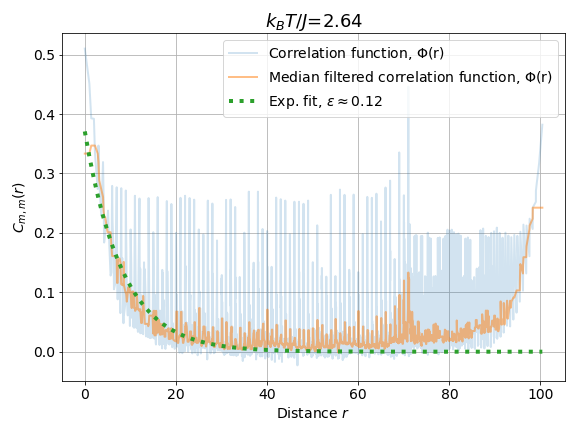 k_BT/J=2.64
Correlation function, Φ(r)
Median filtered correlation function, Φ(r)
Exp. fit, ε ≈ 0.12
C_{m,m}(r)
0.5
0.4
0.3
0.2
0.1
0.0
0 20 40 60 80 100
Distance r